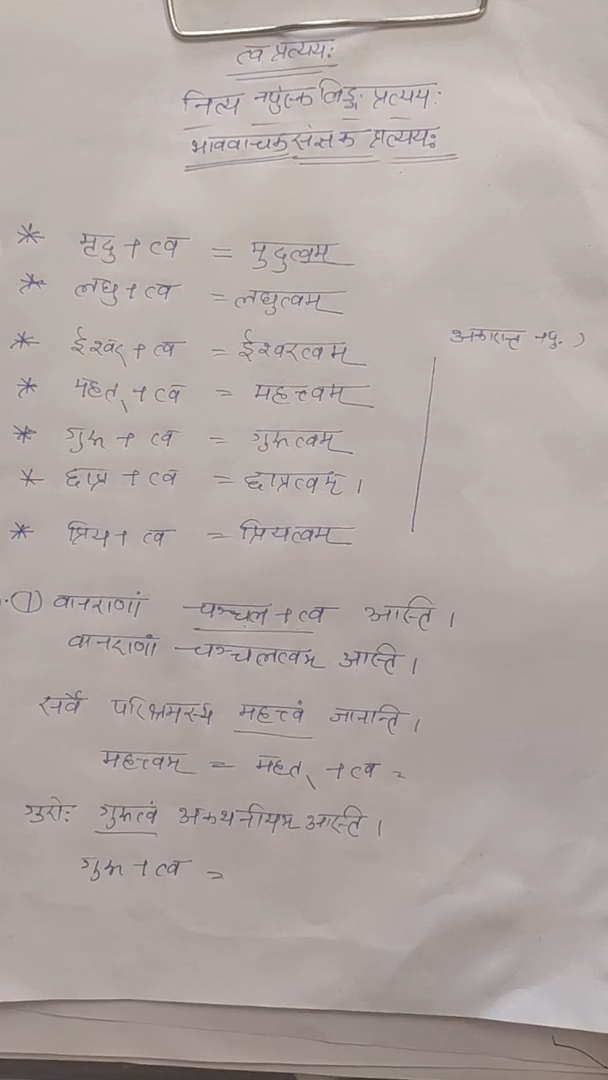 त्व प्रत्ययः
नित्य नपुंसक लिङ्ग प्रत्ययः
भाववाचक संज्ञक प्रत्ययः
* मृदु + त्व = मृदुत्वम्
* लघु + त्व = लघुत्वम्
* ईश्वर + त्व = ईश्वरत्वम्
अकारान्त नपु. )
* महत् + त्व = महत्त्वम्
* गुरु + त्व = गुरुत्वम्
* छात्र + त्व = छात्रत्वम् ।
* प्रिय + त्व = प्रियत्वम्
① वानराणां चञ्चल + त्व अस्ति ।
वानराणां चञ्चलत्वम् अस्ति ।
सर्वे परिश्रमस्य महत्त्वं जानन्ति ।
महत्त्वम् = महत् + त्व =
गुरोः गुरुत्वं अकथनीयम् अस्ति ।
गुरु + त्व =